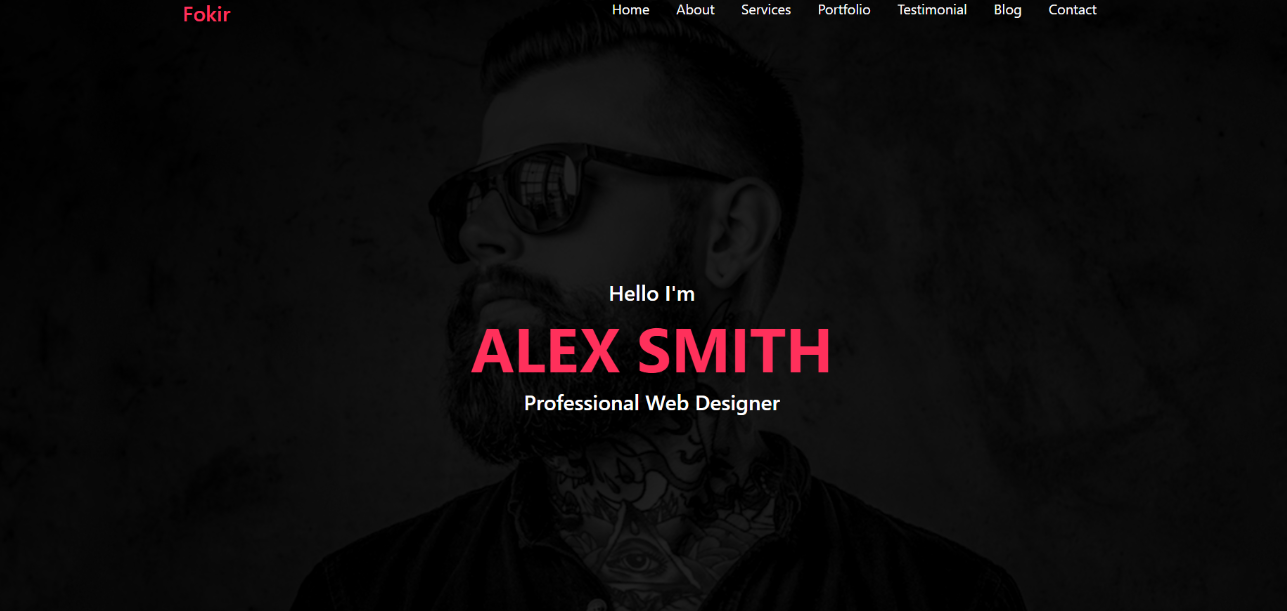 Fokir
Home About Services Portfolio Testimonial Blog Contact
Hello I'm
ALEX SMITH
Professional Web Designer